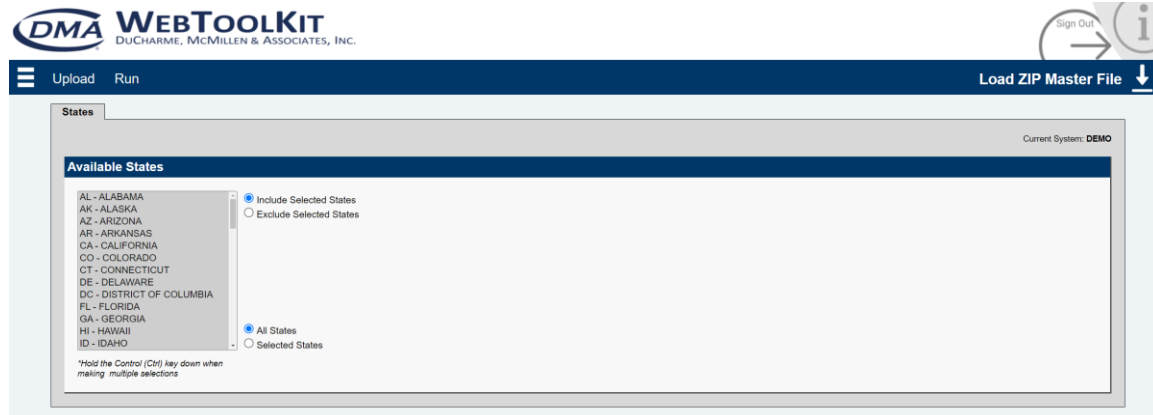 DMA WEBTOOLKIT
DUCHARME, MCMILLEN & ASSOCIATES, INC.
Sign Out
i
Upload Run Load ZIP Master File
States
Current System: DEMO
Available States
AL - ALABAMA
AK - ALASKA
AZ - ARIZONA
AR - ARKANSAS
CA - CALIFORNIA
CO - COLORADO
CT - CONNECTICUT
DE - DELAWARE
DC - DISTRICT OF COLUMBIA
FL - FLORIDA
GA - GEORGIA
HI - HAWAII
ID - IDAHO
Include Selected States
Exclude Selected States
All States
Selected States
*Hold the Control (Ctrl) key down when
making multiple selections